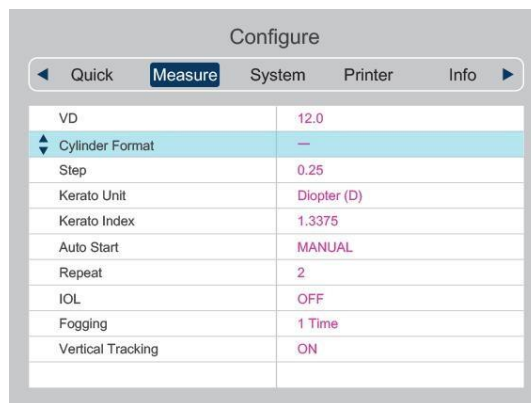 Configure
Quick Measure System Printer Info
VD 12.0
Cylinder Format —
Step 0.25
Kerato Unit Diopter (D)
Kerato Index 1.3375
Auto Start MANUAL
Repeat 2
IOL OFF
Fogging 1 Time
Vertical Tracking ON